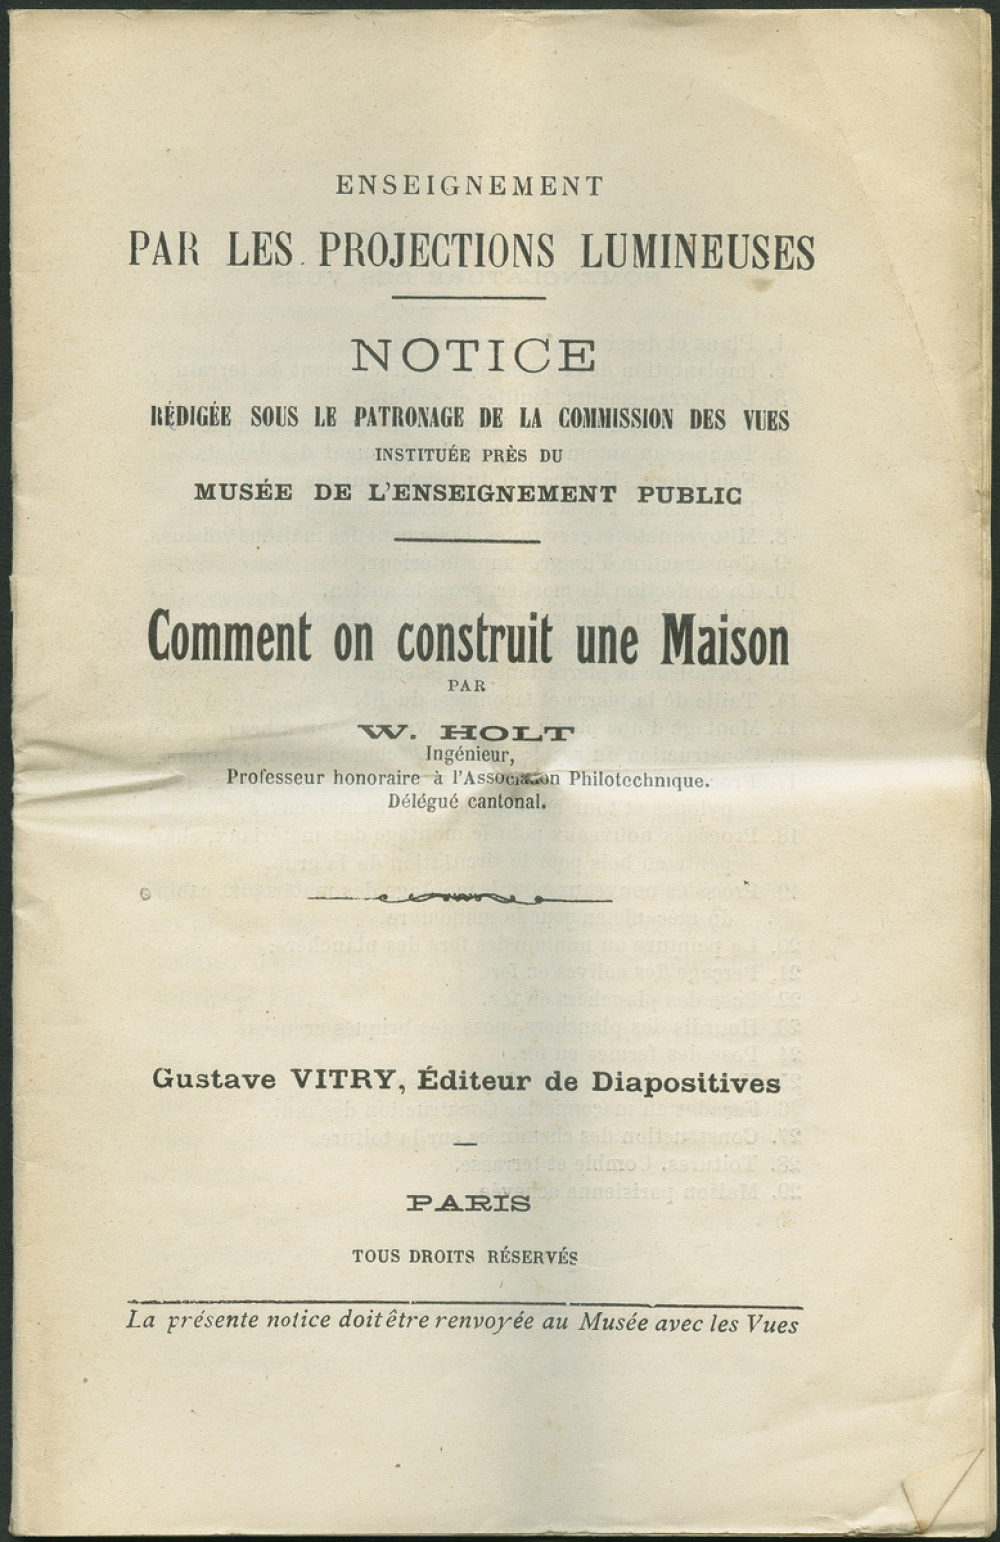 ENSEIGNEMENT
PAR LES PROJECTIONS LUMINEUSES
NOTICE
RÉDIGÉE SOUS LE PATRONAGE DE LA COMMISSION DES VUES
INSTITUÉE PRÈS DU
MUSÉE DE L'ENSEIGNEMENT PUBLIC
Comment on construit une Maison
PAR
W. HOLT
Ingénieur,
Professeur honoraire à l'Association Philotechnique.
Délégué cantonal.
Gustave VITRY, Éditeur de Diapositives
PARIS
TOUS DROITS RÉSERVÉS
La présente notice doit être renvoyée au Musée avec les Vues